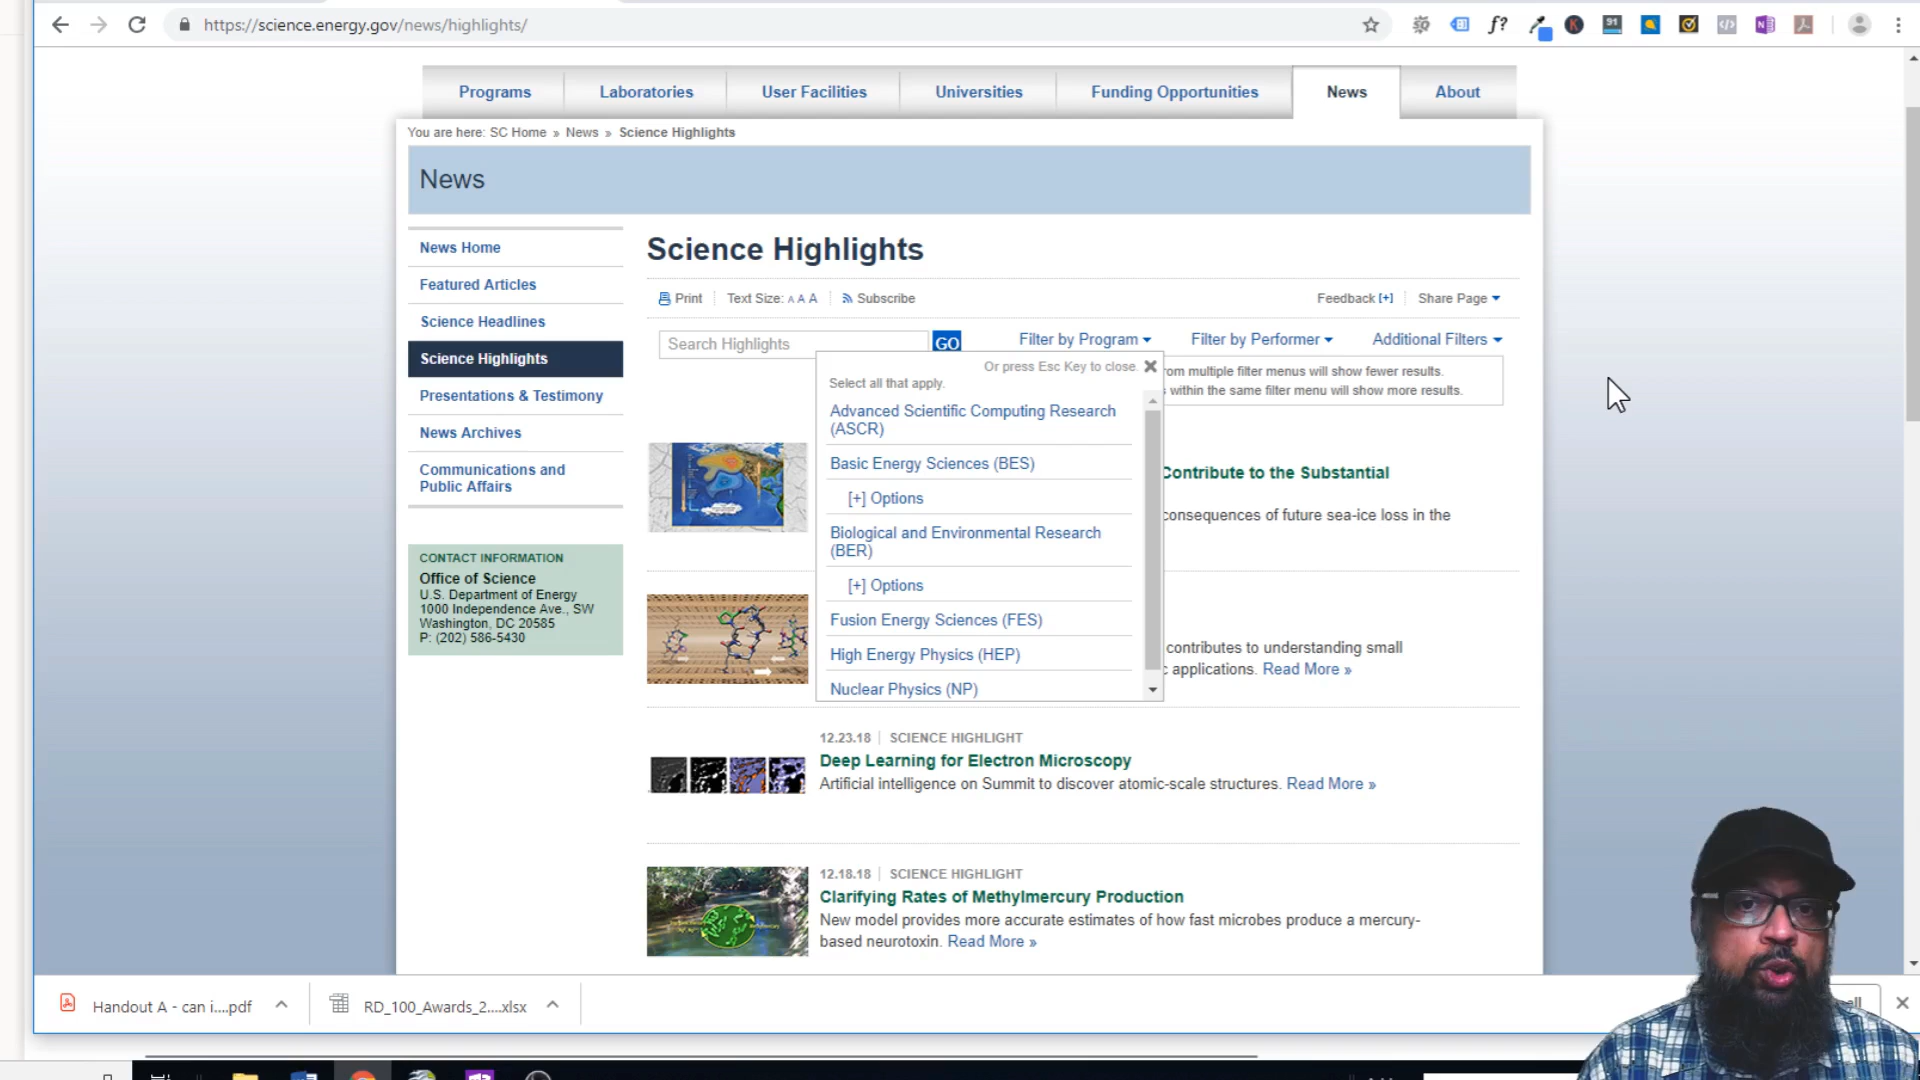 https://science.energy.gov/news/highlights/
Programs
Laboratories
User Facilities
Universities
Funding Opportunities
News
About
You are here: SC Home » News » Science Highlights
News
News Home
Featured Articles
Science Headlines
Science Highlights
Presentations & Testimony
News Archives
Communications and
Public Affairs
CONTACT INFORMATION
Office of Science
U.S. Department of Energy
1000 Independence Ave., SW
Washington, DC 20585
P: (202) 586-5430
Science Highlights
Print
Text Size: A A A
Subscribe
Feedback [+]
Share Page
Search Highlights
GO
Filter by Program
Filter by Performer
Additional Filters
Or press Esc Key to close.
Select all that apply.
Advanced Scientific Computing Research
(ASCR)
Basic Energy Sciences (BES)
[+] Options
Biological and Environmental Research
(BER)
[+] Options
Fusion Energy Sciences (FES)
High Energy Physics (HEP)
Nuclear Physics (NP)
from multiple filter menus will show fewer results.
within the same filter menu will show more results.
Contribute to the Substantial
consequences of future sea-ice loss in the
contributes to understanding small
applications. Read More »
12.23.18 | SCIENCE HIGHLIGHT
Deep Learning for Electron Microscopy
Artificial intelligence on Summit to discover atomic-scale structures. Read More »
12.18.18 | SCIENCE HIGHLIGHT
Clarifying Rates of Methylmercury Production
New model provides more accurate estimates of how fast microbes produce a mercury-
based neurotoxin. Read More »
Handout A - can i....pdf
RD_100_Awards_2....xlsx